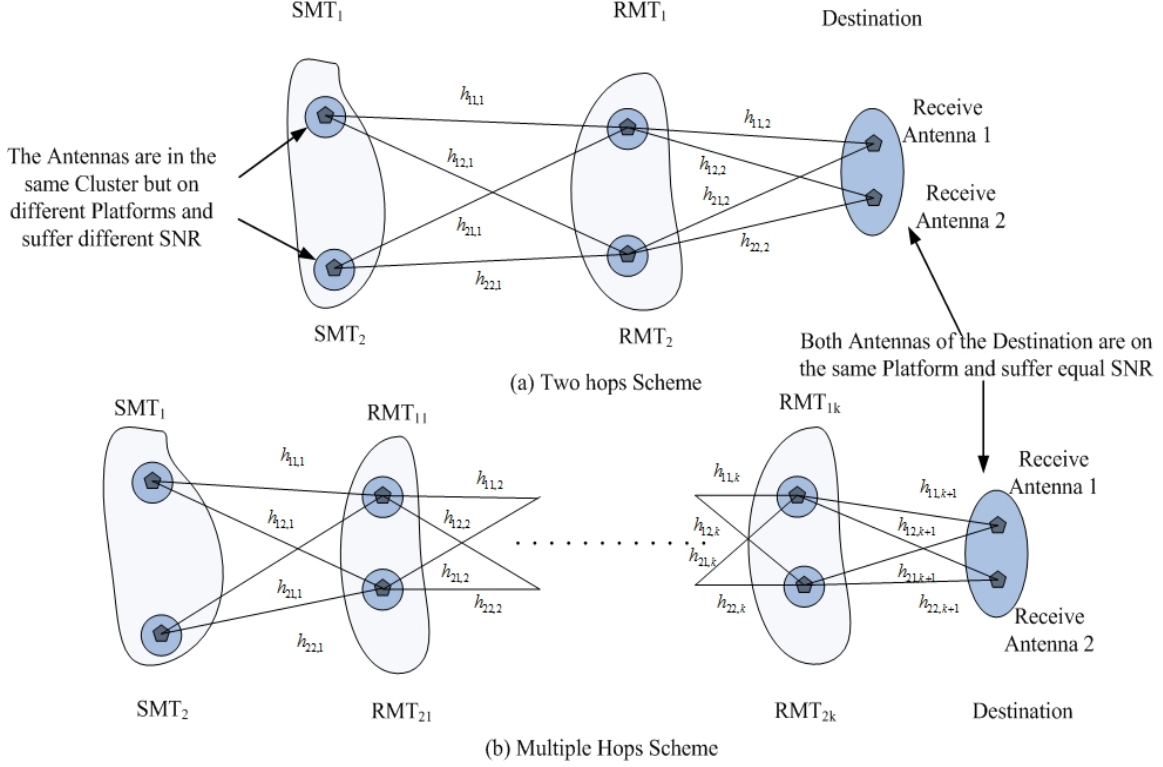 SMT₁
RMT₁
Destination
h₁₁,₁
h₁₁,₂
Receive
Antenna 1
The Antennas are in the
same Cluster but on
different Platforms and
suffer different SNR
h₁₂,₁
h₁₂,₂
h₂₁,₂
Receive
Antenna 2
h₂₁,₁
h₂₂,₂
h₂₂,₁
SMT₂
RMT₂
Both Antennas of the Destination are on
the same Platform and suffer equal SNR
(a) Two hops Scheme
SMT₁
RMT₁₁
RMT₁ₖ
h₁₁,₁
h₁₁,₂
h₁₁,ₖ
h₁₁,ₖ₊₁
Receive
Antenna 1
h₁₂,₁
h₁₂,₂
h₁₂,ₖ
h₁₂,ₖ₊₁
. . . . . . . . . . . . .
h₂₁,₁
h₂₁,₂
h₂₁,ₖ
h₂₁,ₖ₊₁
h₂₂,₁
h₂₂,₂
h₂₂,ₖ
h₂₂,ₖ₊₁
Receive
Antenna 2
SMT₂
RMT₂₁
RMT₂ₖ
Destination
(b) Multiple Hops Scheme